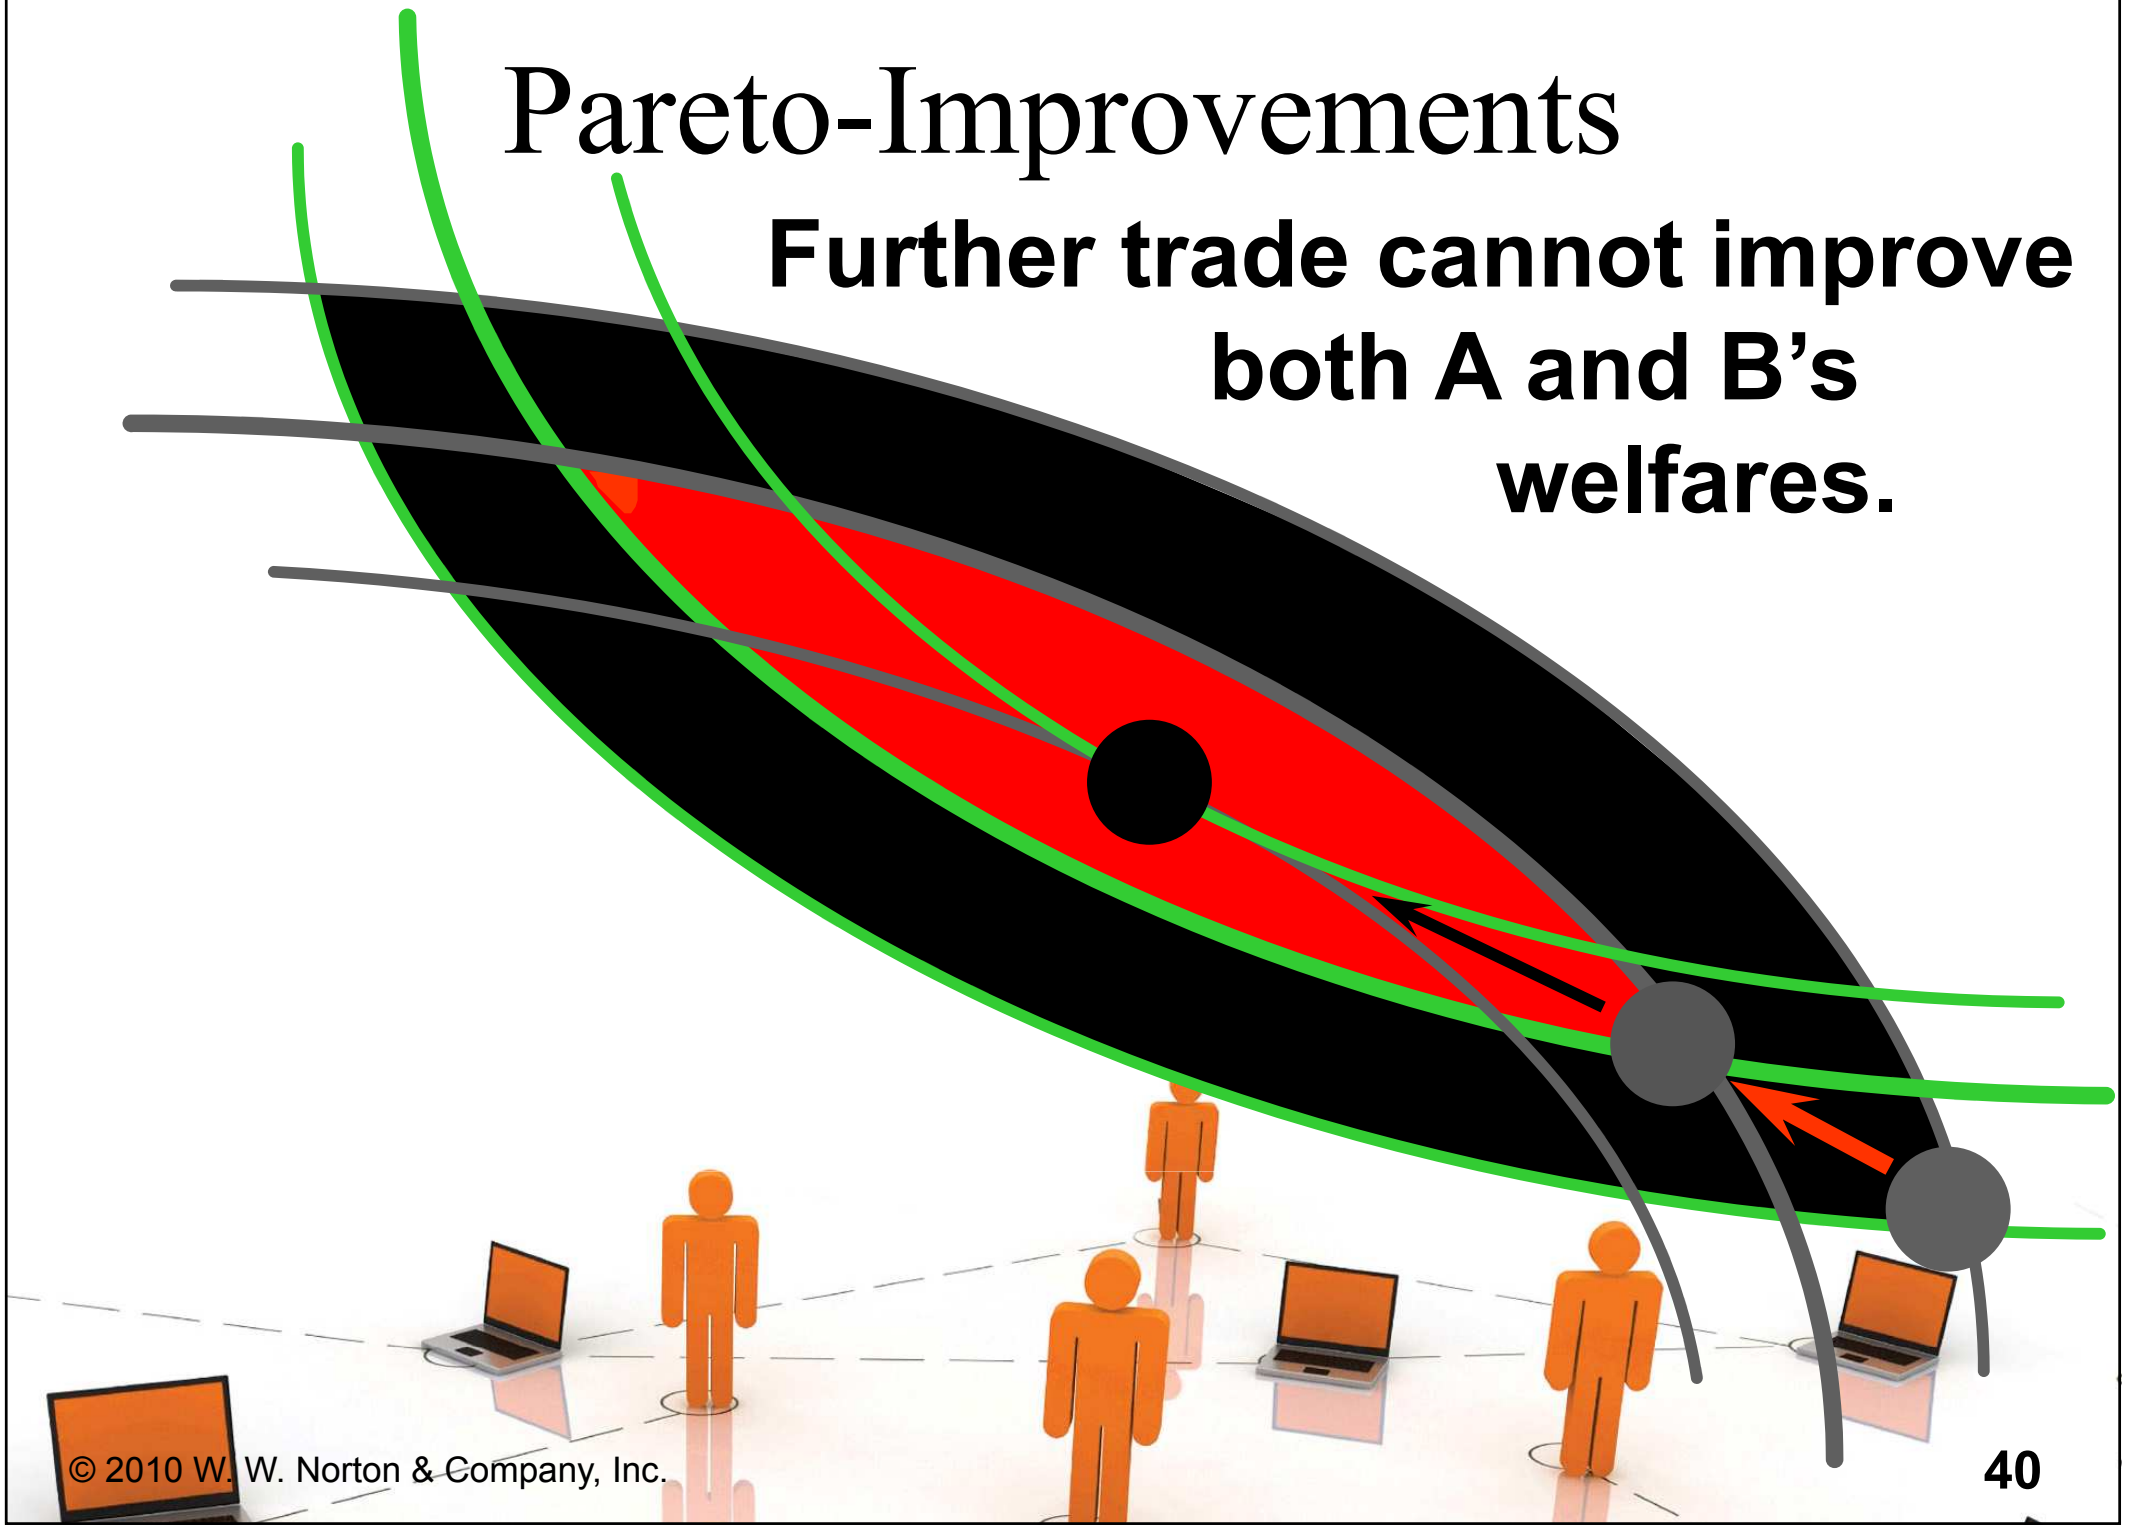 Pareto-Improvements
Further trade cannot improve
both A and B’s
welfares.
© 2010 W. W. Norton & Company, Inc.
40